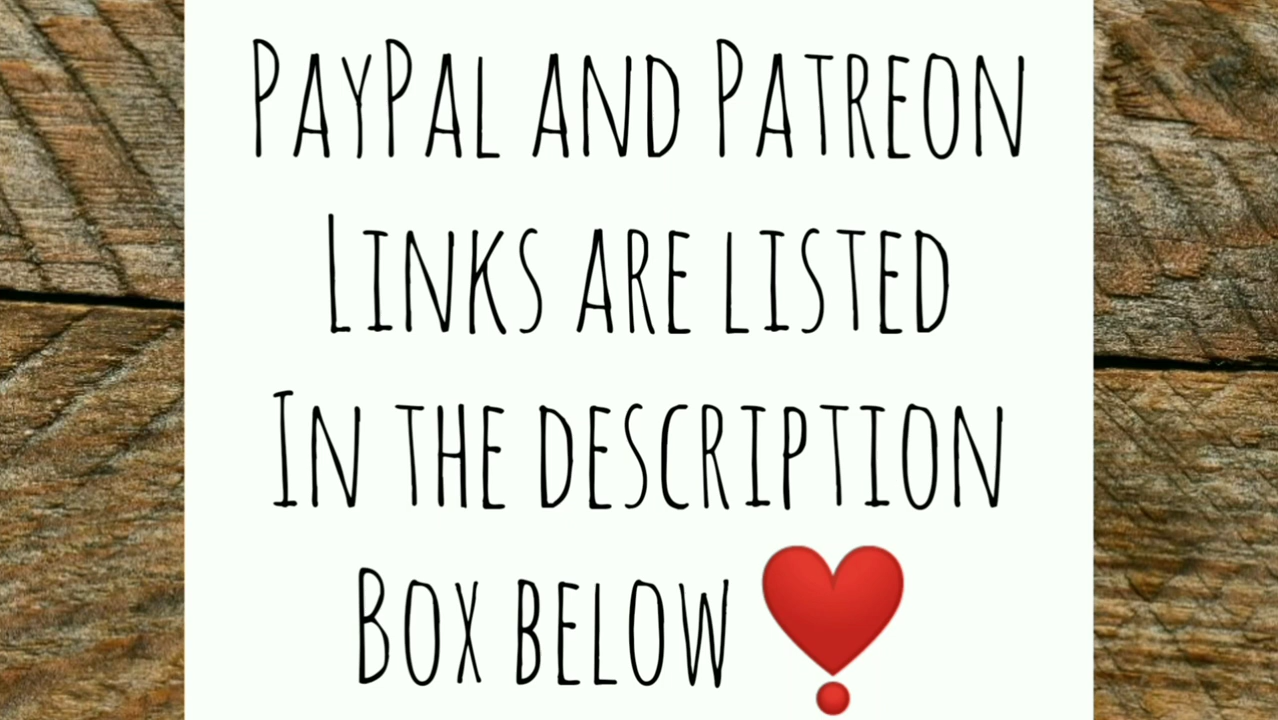 PayPal and Patreon
Links are listed
In the description
Box below ❣